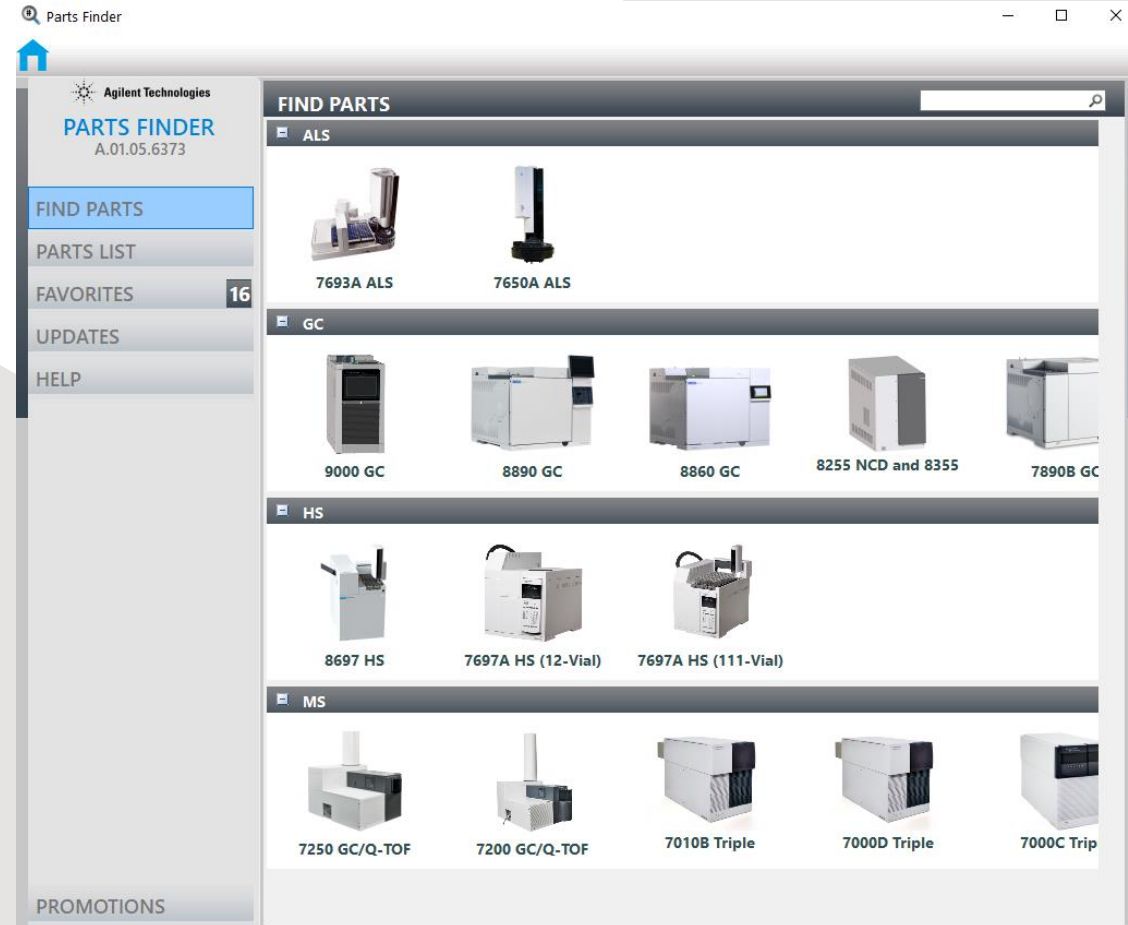 Parts Finder
Agilent Technologies
PARTS FINDER
A.01.05.6373
FIND PARTS
PARTS LIST
FAVORITES 16
UPDATES
HELP
PROMOTIONS
FIND PARTS
ALS
7693A ALS 7650A ALS
GC
9000 GC 8890 GC 8860 GC 8255 NCD and 8355 7890B GC
HS
8697 HS 7697A HS (12-Vial) 7697A HS (111-Vial)
MS
7250 GC/Q-TOF 7200 GC/Q-TOF 7010B Triple 7000D Triple 7000C Trip